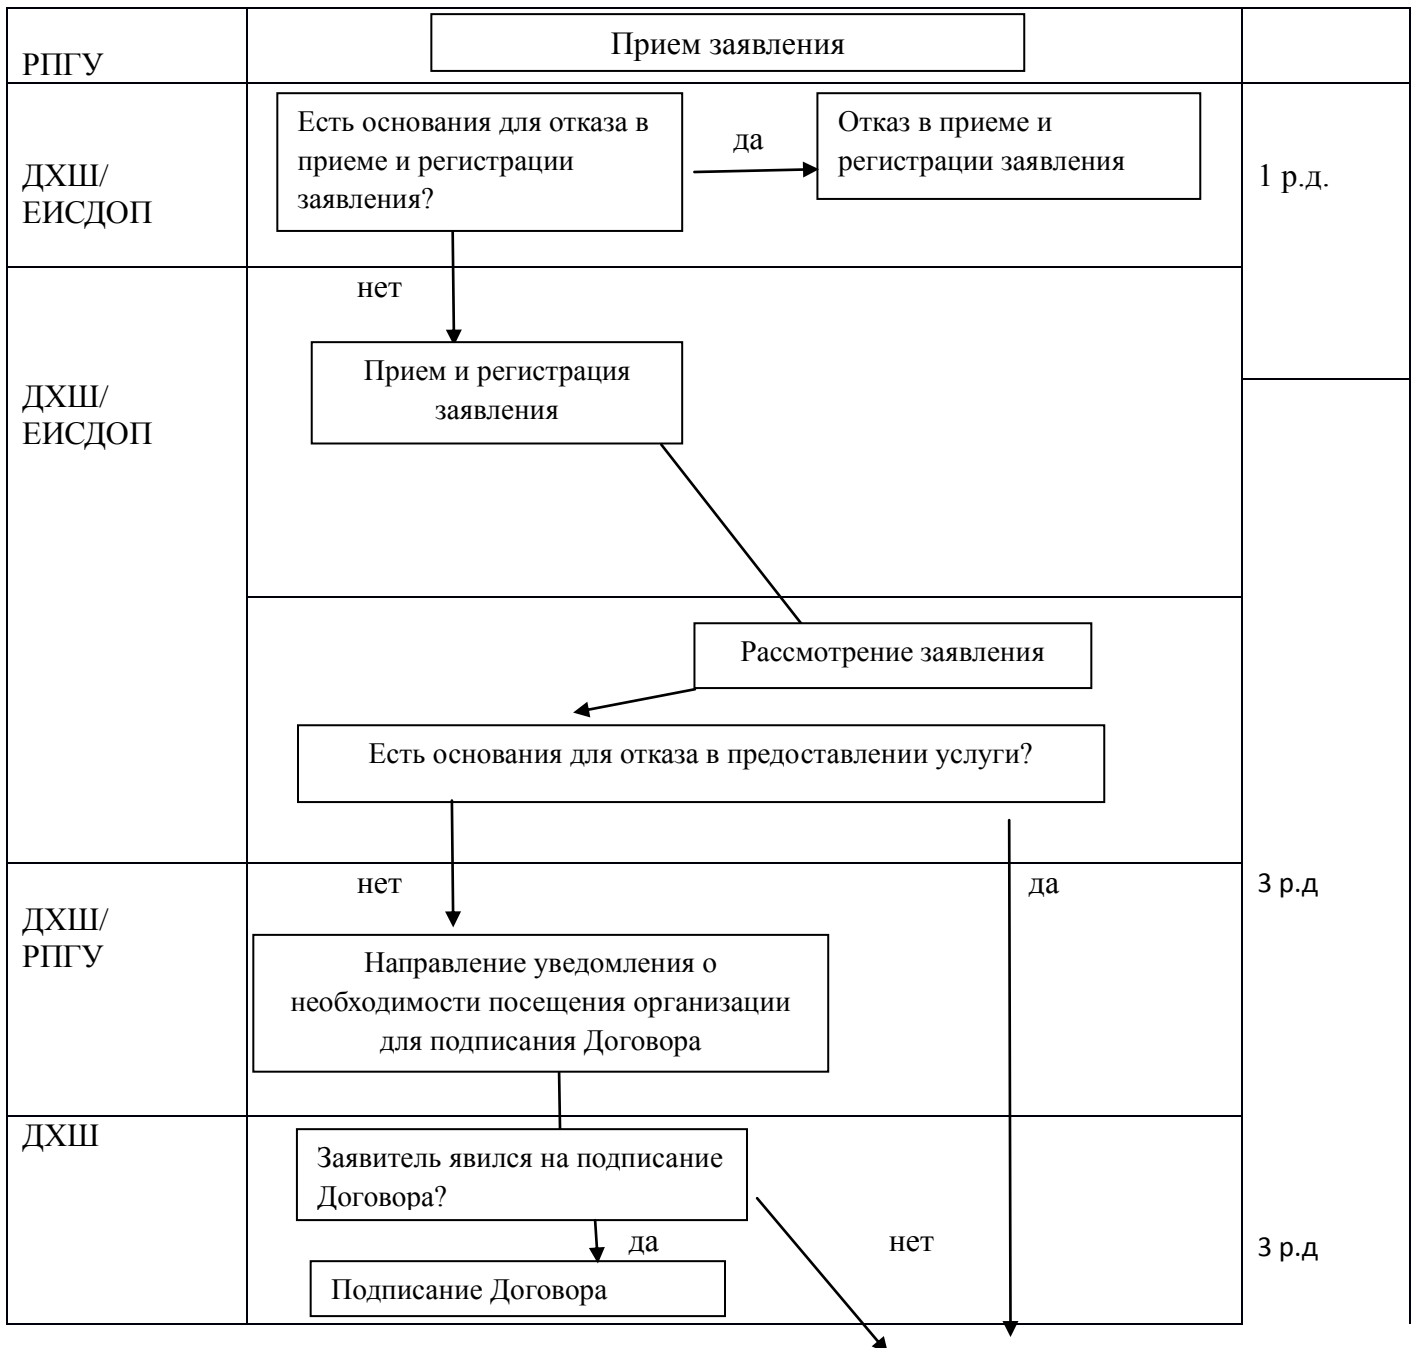 Прием заявления
РПГУ
Есть основания для отказа в
приеме и регистрации
заявления?
да
Отказ в приеме и
регистрации заявления
ДХШ/
ЕИСДОП
1 р.д.
нет
Прием и регистрация
заявления
ДХШ/
ЕИСДОП
Рассмотрение заявления
Есть основания для отказа в предоставлении услуги?
нет
да
3 р.д
ДХШ/
РПГУ
Направление уведомления о
необходимости посещения организации
для подписания Договора
ДХШ
Заявитель явился на подписание
Договора?
да
нет
3 р.д
Подписание Договора